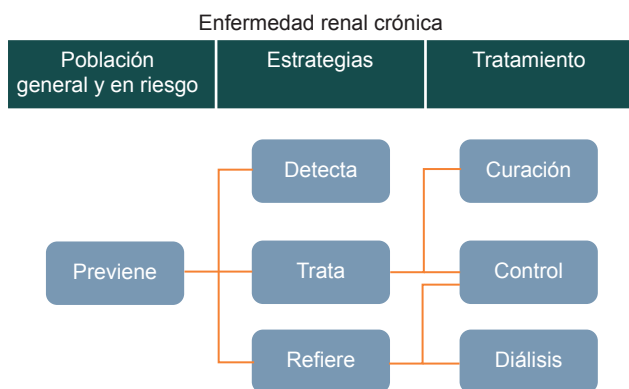 Enfermedad renal crónica
Población
general y en riesgo
Estrategias
Tratamiento
Detecta
Curación
Previene
Trata
Control
Refiere
Diálisis